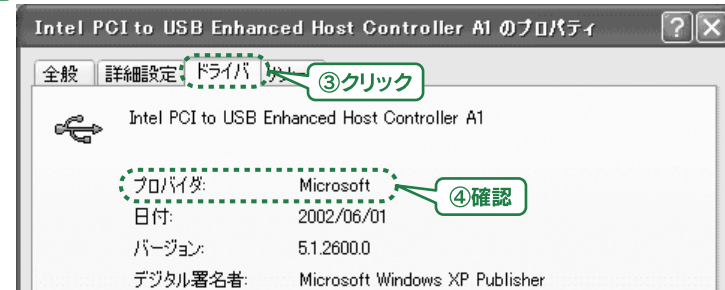 Intel PCI to USB Enhanced Host Controller A1 のプロパティ
全般 詳細設定 ドライバ
③クリック
Intel PCI to USB Enhanced Host Controller A1
プロバイダ: Microsoft
④確認
日付: 2002/06/01
バージョン: 5.1.2600.0
デジタル署名者: Microsoft Windows XP Publisher